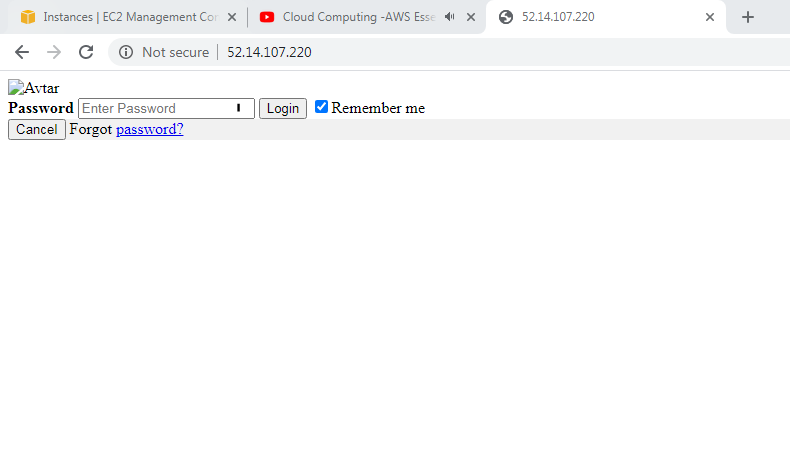 Instances | EC2 Management Con
Cloud Computing -AWS Esse
52.14.107.220
Not secure
52.14.107.220
Avtar
Password Enter Password Login Remember me
Cancel Forgot password?